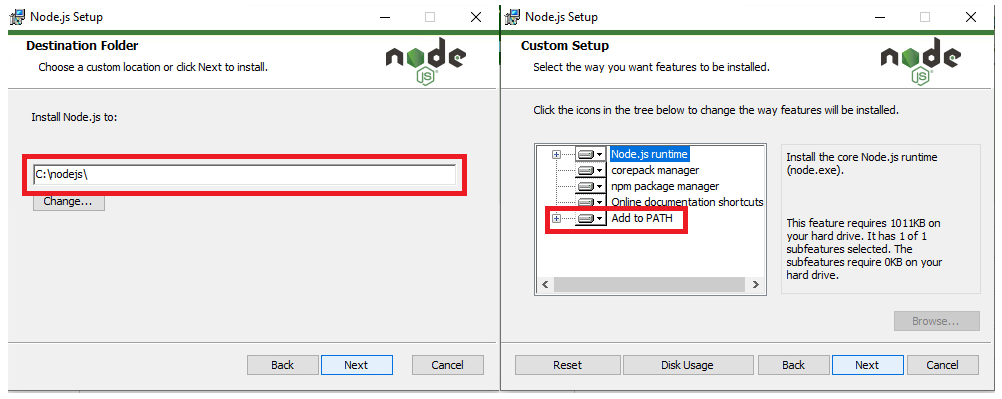 Node.js Setup
Destination Folder
Choose a custom location or click Next to install.
node
JS
Install Node.js to:
C:\nodejs\
Change...
Back
Next
Cancel
Node.js Setup
Custom Setup
Select the way you want features to be installed.
node
JS
Click the icons in the tree below to change the way features will be installed.
Node.js runtime
corepack manager
npm package manager
Online documentation shortcuts
Add to PATH
Install the core Node.js runtime
(node.exe).
This feature requires 1011KB on
your hard drive. It has 1 of 1
subfeatures selected. The
subfeatures require 0KB on your
hard drive.
Browse...
Reset
Disk Usage
Back
Next
Cancel